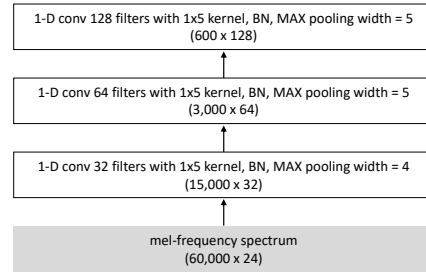 1-D conv 128 filters with 1x5 kernel, BN, MAX pooling width = 5
(600 x 128)
1-D conv 64 filters with 1x5 kernel, BN, MAX pooling width = 5
(3,000 x 64)
1-D conv 32 filters with 1x5 kernel, BN, MAX pooling width = 4
(15,000 x 32)
mel-frequency spectrum
(60,000 x 24)